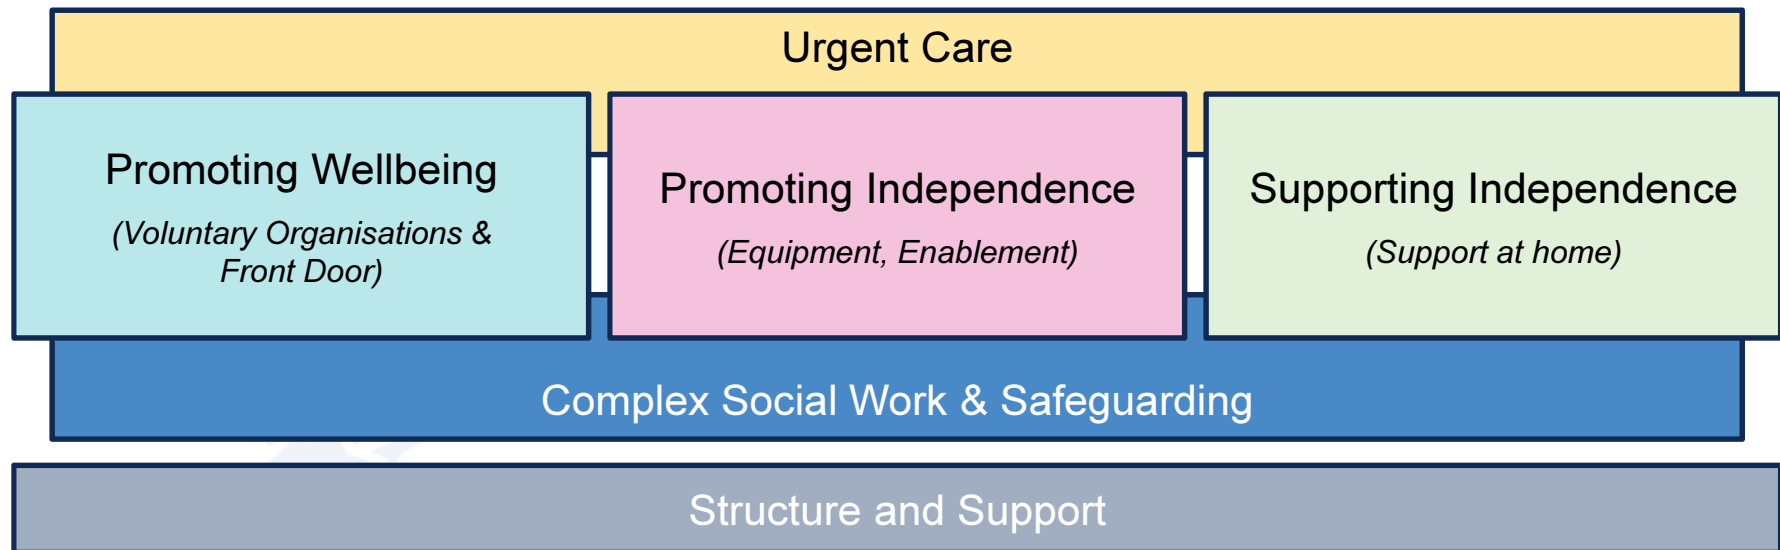 Urgent Care
Promoting Wellbeing
(Voluntary Organisations &
Front Door)
Promoting Independence
(Equipment, Enablement)
Supporting Independence
(Support at home)
Complex Social Work & Safeguarding
Structure and Support